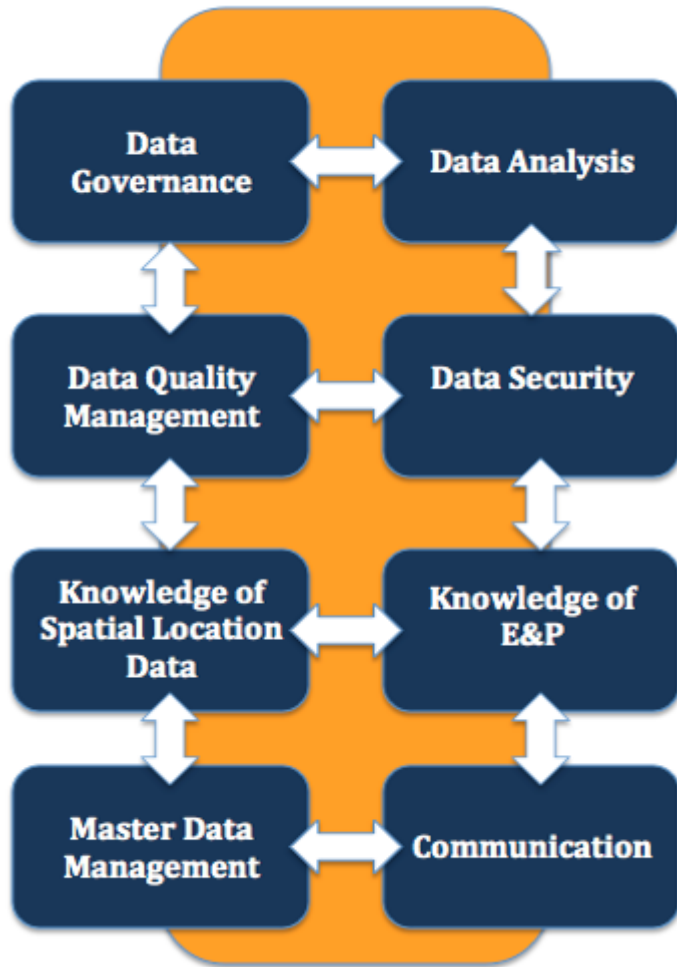 Data
Governance
Data Analysis
Data Quality
Management
Data Security
Knowledge of
Spatial Location
Data
Knowledge of
E&P
Master Data
Management
Communication